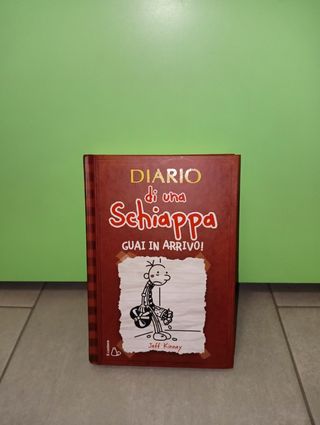 DIARIO
di una
Schiappa
GUAI IN ARRIVO!
Jeff Kinney